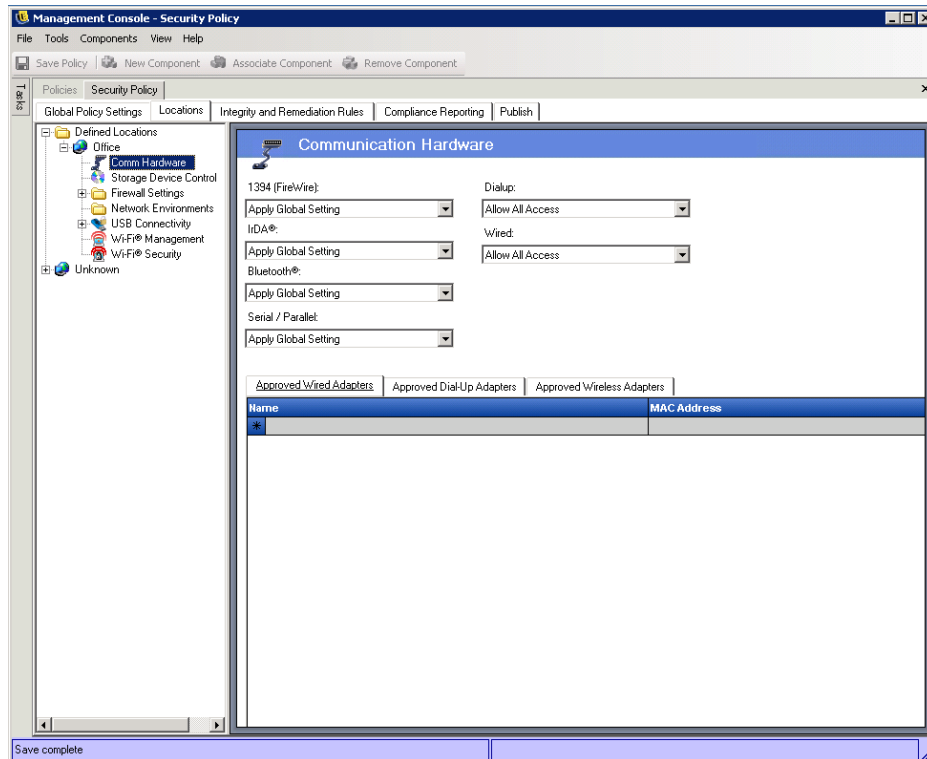 Management Console - Security Policy
File Tools Components View Help
Save Policy New Component Associate Component Remove Component
Tasks
Policies Security Policy
Global Policy Settings Locations Integrity and Remediation Rules Compliance Reporting Publish
Defined Locations
Office
Comm Hardware
Storage Device Control
Firewall Settings
Network Environments
USB Connectivity
Wi-Fi® Management
Wi-Fi® Security
Unknown
Communication Hardware
1394 (FireWire):
Apply Global Setting
IrDA®:
Apply Global Setting
Bluetooth®:
Apply Global Setting
Serial / Parallel:
Apply Global Setting
Dialup:
Allow All Access
Wired:
Allow All Access
Approved Wired Adapters Approved Dial-Up Adapters Approved Wireless Adapters
Name MAC Address
Save complete